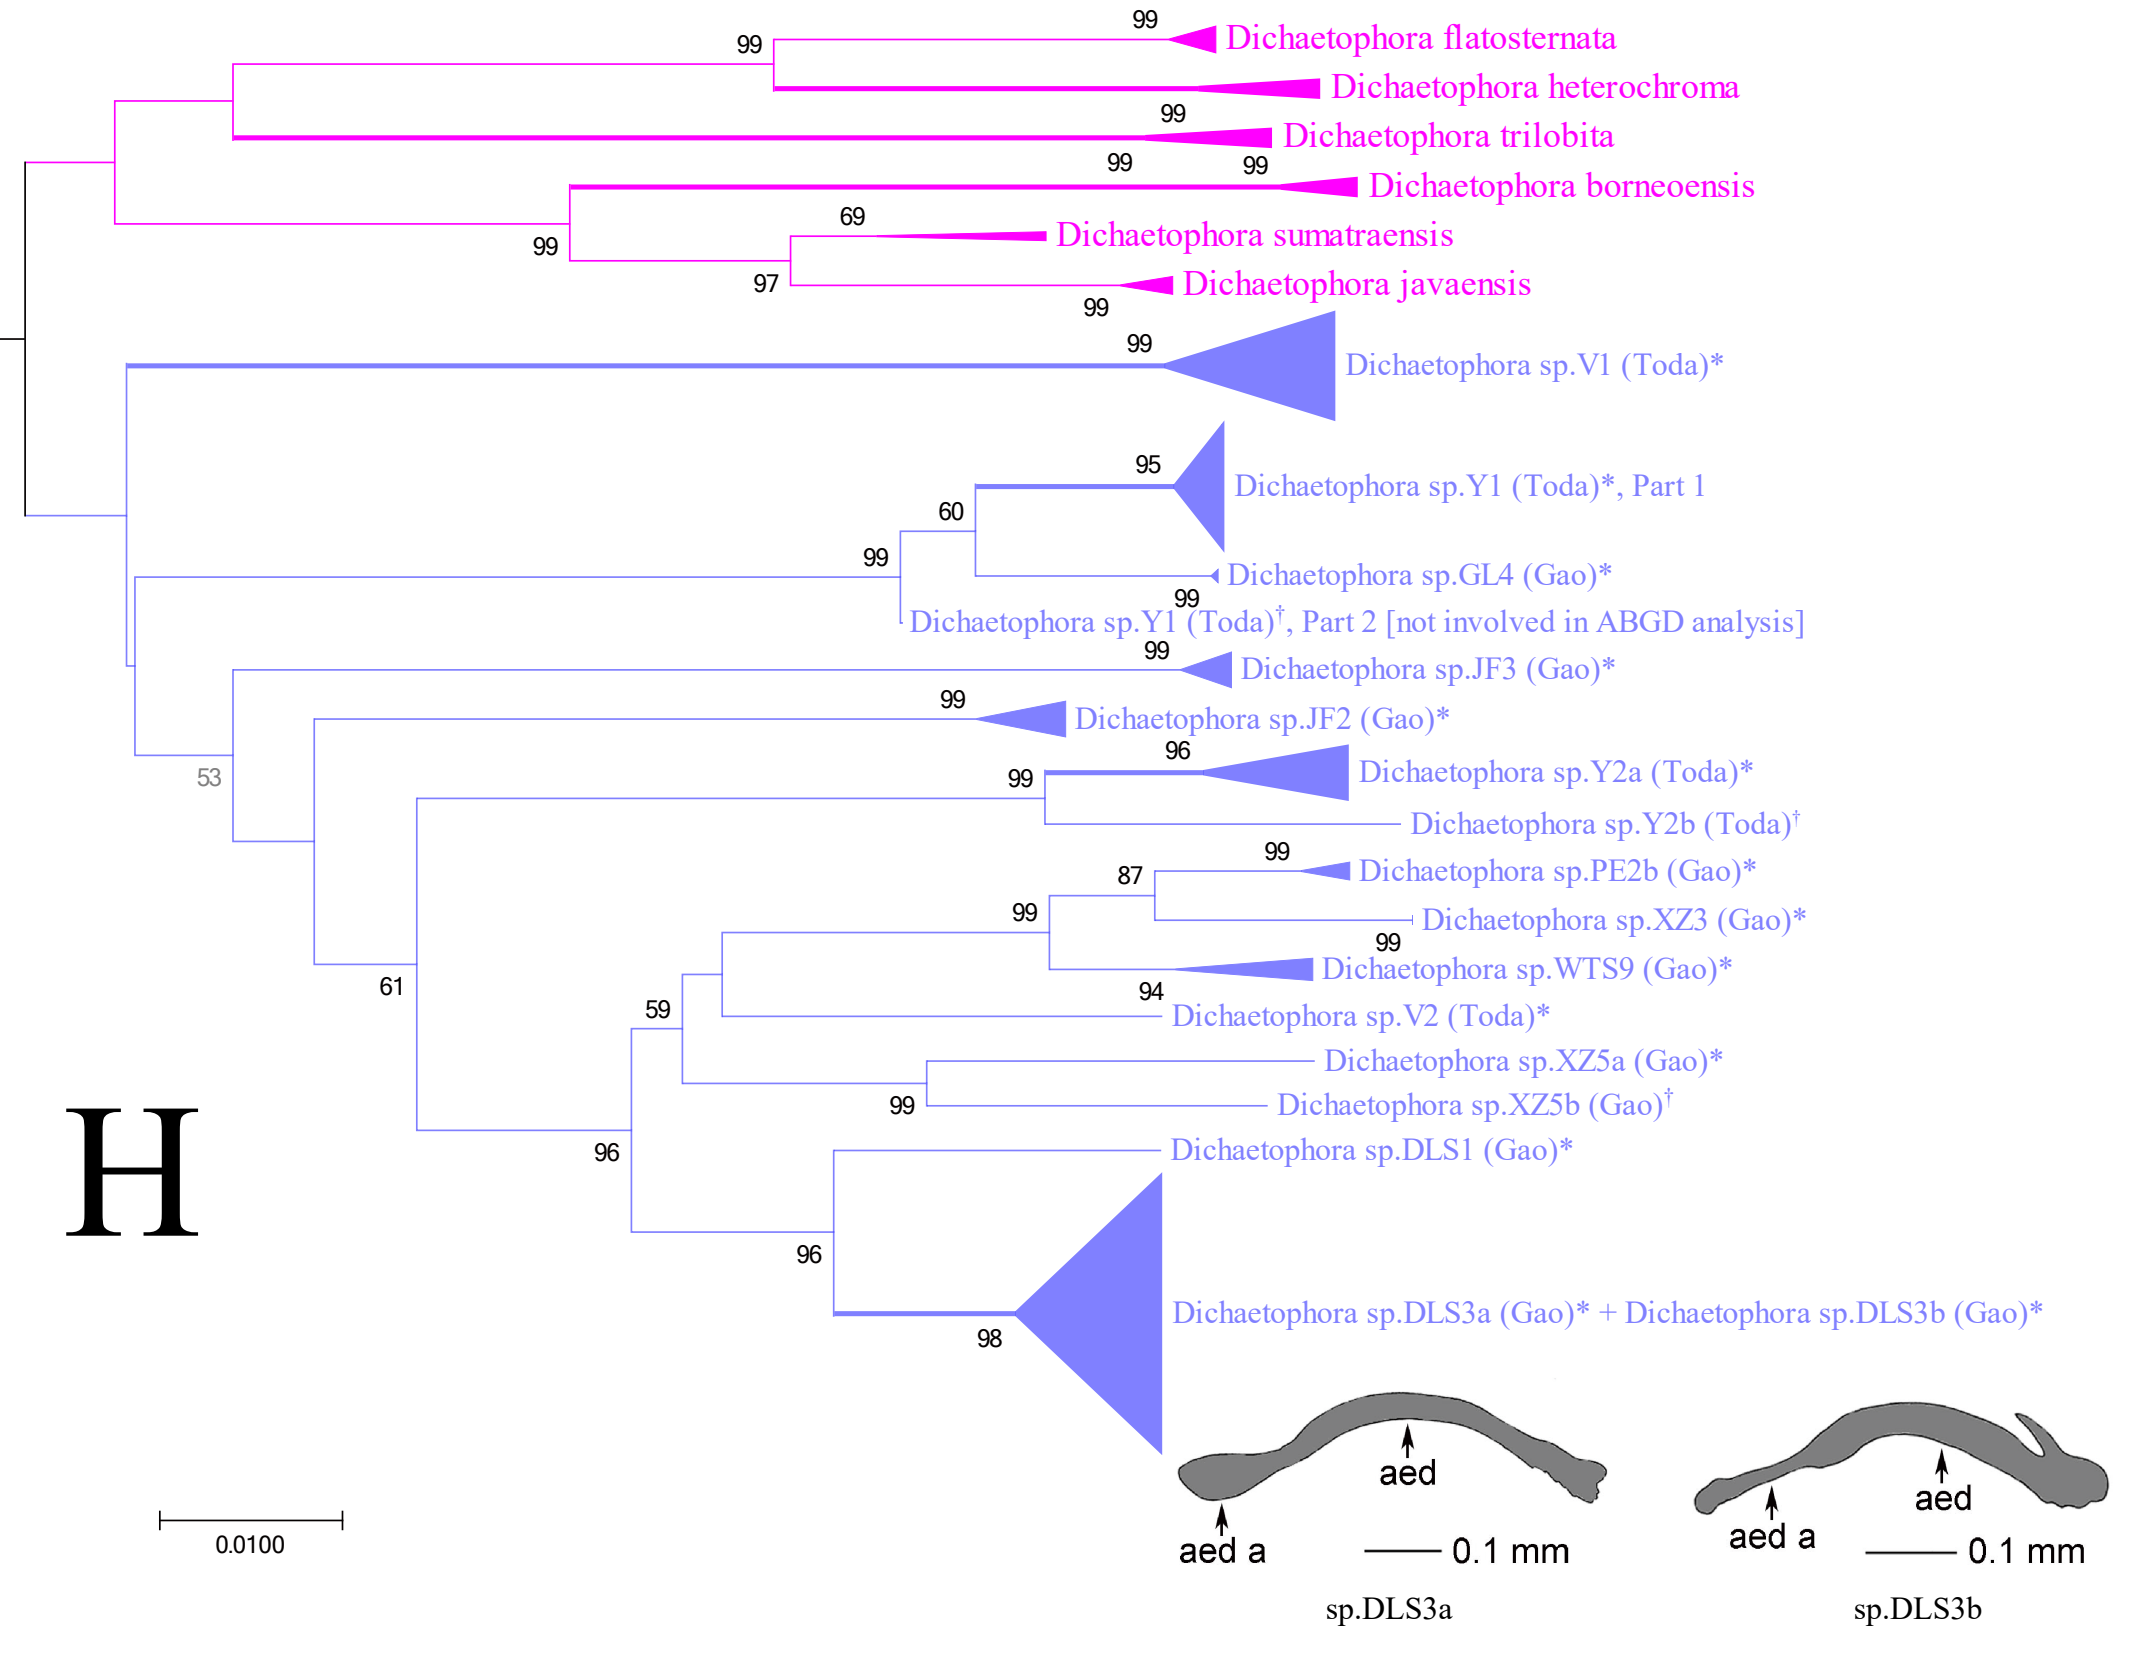 99
99
Dichaetophora flatosternata
Dichaetophora heterochroma
99
Dichaetophora trilobita
99
99
Dichaetophora borneoensis
69
Dichaetophora sumatraensis
99
97
Dichaetophora javaensis
99
99
Dichaetophora sp.V1 (Toda)*
95
Dichaetophora sp.Y1 (Toda)*, Part 1
60
99
Dichaetophora sp.GL4 (Gao)*
99
Dichaetophora sp.Y1 (Toda)†, Part 2 [not involved in ABGD analysis]
99
Dichaetophora sp.JF3 (Gao)*
99
Dichaetophora sp.JF2 (Gao)*
53
96
99
Dichaetophora sp.Y2a (Toda)*
Dichaetophora sp.Y2b (Toda)†
99
87
Dichaetophora sp.PE2b (Gao)*
99
Dichaetophora sp.XZ3 (Gao)*
99
Dichaetophora sp.WTS9 (Gao)*
61
94
59
Dichaetophora sp.V2 (Toda)*
Dichaetophora sp.XZ5a (Gao)*
99
Dichaetophora sp.XZ5b (Gao)†
96
Dichaetophora sp.DLS1 (Gao)*
H
96
Dichaetophora sp.DLS3a (Gao)* + Dichaetophora sp.DLS3b (Gao)*
98
aed
aed
0.0100
aed a
0.1 mm
aed a
0.1 mm
sp.DLS3a
sp.DLS3b